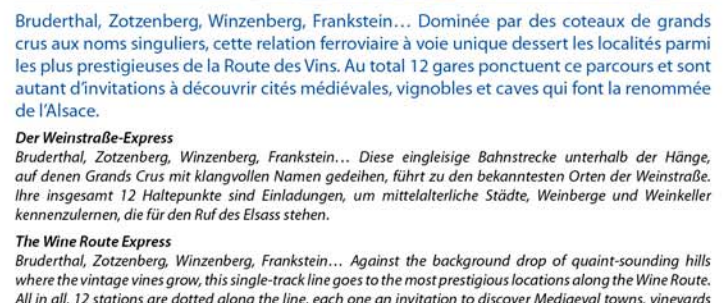 Bruderthal, Zotzenberg, Winzenberg, Frankstein… Dominée par des coteaux de grands
crus aux noms singuliers, cette relation ferroviaire à voie unique dessert les localités parmi
les plus prestigieuses de la Route des Vins. Au total 12 gares ponctuent ce parcours et sont
autant d'invitations à découvrir cités médiévales, vignobles et caves qui font la renommée
de l'Alsace.
Der Weinstraße-Express
Bruderthal, Zotzenberg, Winzenberg, Frankstein… Diese eingleisige Bahnstrecke unterhalb der Hänge,
auf denen Grands Crus mit klangvollen Namen gedeihen, führt zu den bekanntesten Orten der Weinstraße.
Ihre insgesamt 12 Haltepunkte sind Einladungen, um mittelalterliche Städte, Weinberge und Weinkeller
kennenzulernen, die für den Ruf des Elsass stehen.
The Wine Route Express
Bruderthal, Zotzenberg, Winzenberg, Frankstein… Against the background drop of quaint-sounding hills
where the vintage vines grow, this single-track line goes to the most prestigious locations along the Wine Route.
All in all, 12 stations are dotted along the line, each one an invitation to discover Mediaeval towns, vineyards